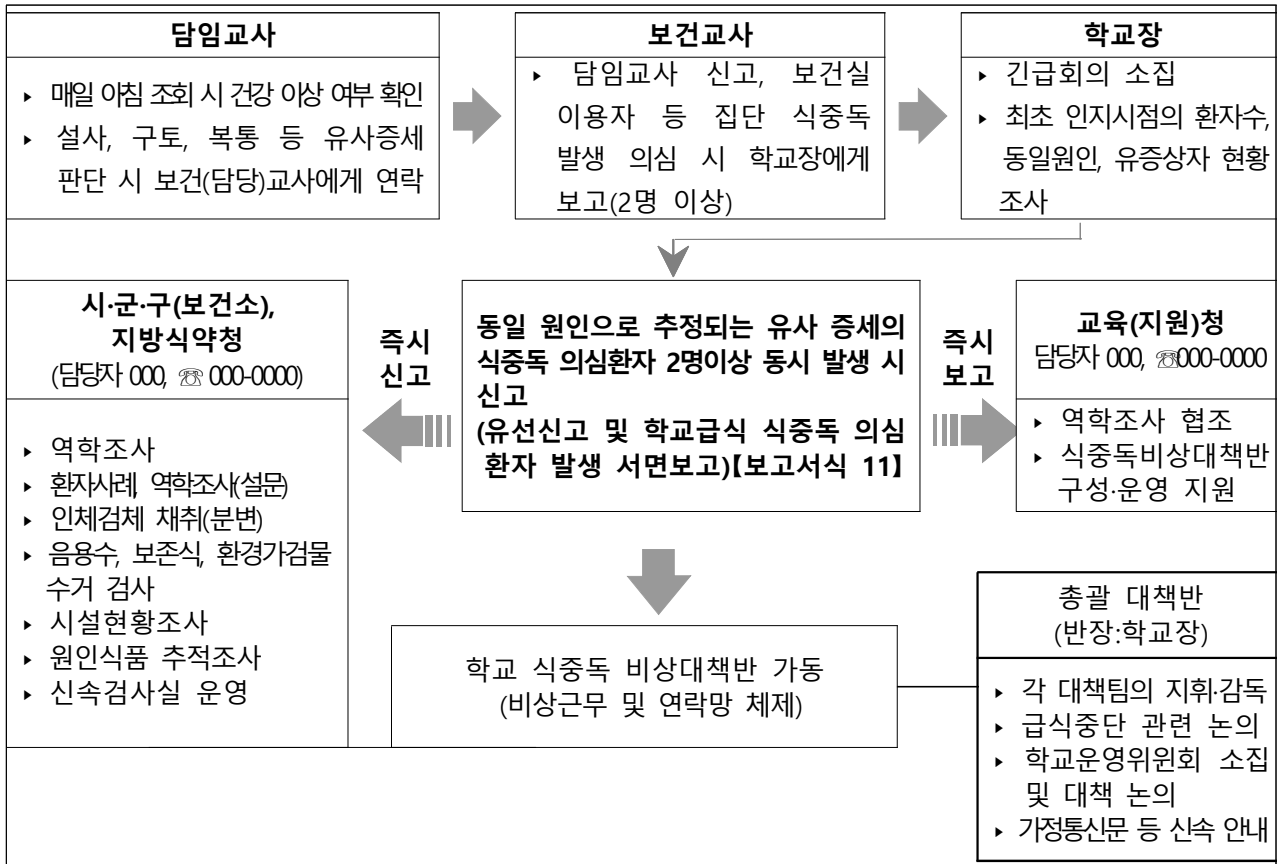 담임교사
▸ 매일 아침 조회 시 건강 이상 여부 확인
▸ 설사, 구토, 복통 등 유사증세
판단 시 보건(담당)교사에게 연락
보건교사
▸ 담임교사 신고, 보건실
이용자 등 집단 식중독
발생 의심 시 학교장에게
보고(2명 이상)
학교장
▸ 긴급회의 소집
▸ 최초 인지시점의 환자수,
동일원인, 유증상자 현황
조사
시·군·구(보건소),
지방식약청
(담당자 000, ☏ 000-0000)
▸ 역학조사
▸ 환자사례, 역학조사(설문)
▸ 인체검체 채취(분변)
▸ 음용수, 보존식, 환경가검물
수거 검사
▸ 시설현황조사
▸ 원인식품 추적조사
▸ 신속검사실 운영
즉시
신고
동일 원인으로 추정되는 유사 증세의
식중독 의심환자 2명이상 동시 발생 시
신고
(유선신고 및 학교급식 식중독 의심
환자 발생 서면보고)【보고서식 11】
즉시
보고
교육(지원)청
담당자 000, ☏000-0000
▸ 역학조사 협조
▸ 식중독비상대책반
구성·운영 지원
학교 식중독 비상대책반 가동
(비상근무 및 연락망 체제)
총괄 대책반
(반장:학교장)
▸ 각 대책팀의 지휘·감독
▸ 급식중단 관련 논의
▸ 학교운영위원회 소집
및 대책 논의
▸ 가정통신문 등 신속 안내